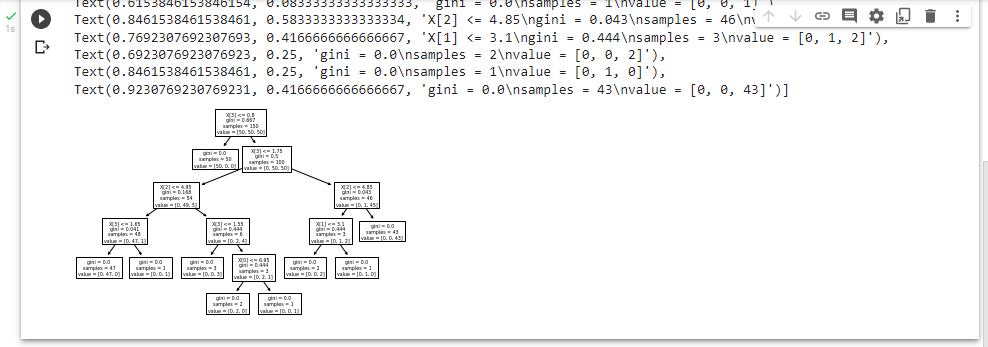 Text(0.6153846153846154, 0.08333333333333333, 'gini = 0.0\nsamples = 1\nvalue = [0, 0, 1]')
Text(0.8461538461538461, 0.5833333333333334, 'X[2] <= 4.85\ngini = 0.043\nsamples = 46\nv
1s
Text(0.7692307692307693, 0.4166666666666667, 'X[1] <= 3.1\ngini = 0.444\nsamples = 3\nvalue = [0, 1, 2]'),
Text(0.6923076923076923, 0.25, 'gini = 0.0\nsamples = 2\nvalue = [0, 0, 2]'),
Text(0.8461538461538461, 0.25, 'gini = 0.0\nsamples = 1\nvalue = [0, 1, 0]'),
Text(0.9230769230769231, 0.4166666666666667, 'gini = 0.0\nsamples = 43\nvalue = [0, 0, 43]')]
X[3] <= 0.8
gini = 0.667
samples = 150
value = [50, 50, 50]
gini = 0.0
samples = 50
value = [50, 0, 0]
X[3] <= 1.75
gini = 0.5
samples = 100
value = [0, 50, 50]
X[2] <= 4.95
gini = 0.168
samples = 54
value = [0, 49, 5]
X[2] <= 4.85
gini = 0.043
samples = 46
value = [0, 1, 45]
X[3] <= 1.65
gini = 0.041
samples = 48
value = [0, 47, 1]
X[3] <= 1.55
gini = 0.444
samples = 6
value = [0, 2, 4]
X[1] <= 3.1
gini = 0.444
samples = 3
value = [0, 1, 2]
gini = 0.0
samples = 43
value = [0, 0, 43]
gini = 0.0
samples = 47
value = [0, 47, 0]
gini = 0.0
samples = 1
value = [0, 0, 1]
gini = 0.0
samples = 3
value = [0, 0, 3]
X[0] <= 6.95
gini = 0.444
samples = 3
value = [0, 2, 1]
gini = 0.0
samples = 2
value = [0, 0, 2]
gini = 0.0
samples = 1
value = [0, 1, 0]
gini = 0.0
samples = 2
value = [0, 2, 0]
gini = 0.0
samples = 1
value = [0, 0, 1]